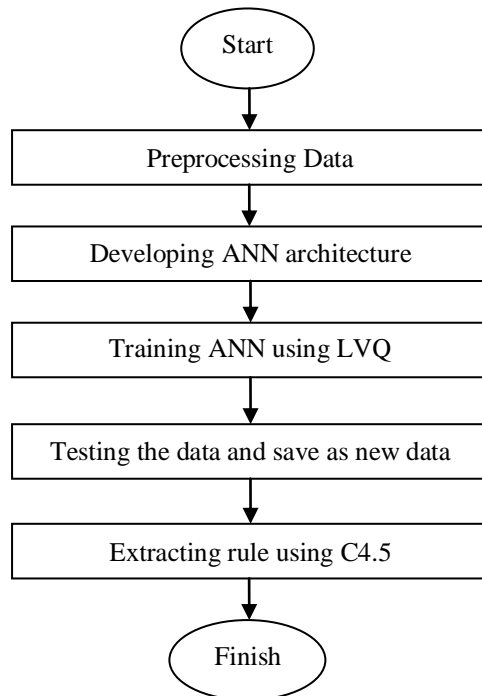 Start
Preprocessing Data
Developing ANN architecture
Training ANN using LVQ
Testing the data and save as new data
Extracting rule using C4.5
Finish